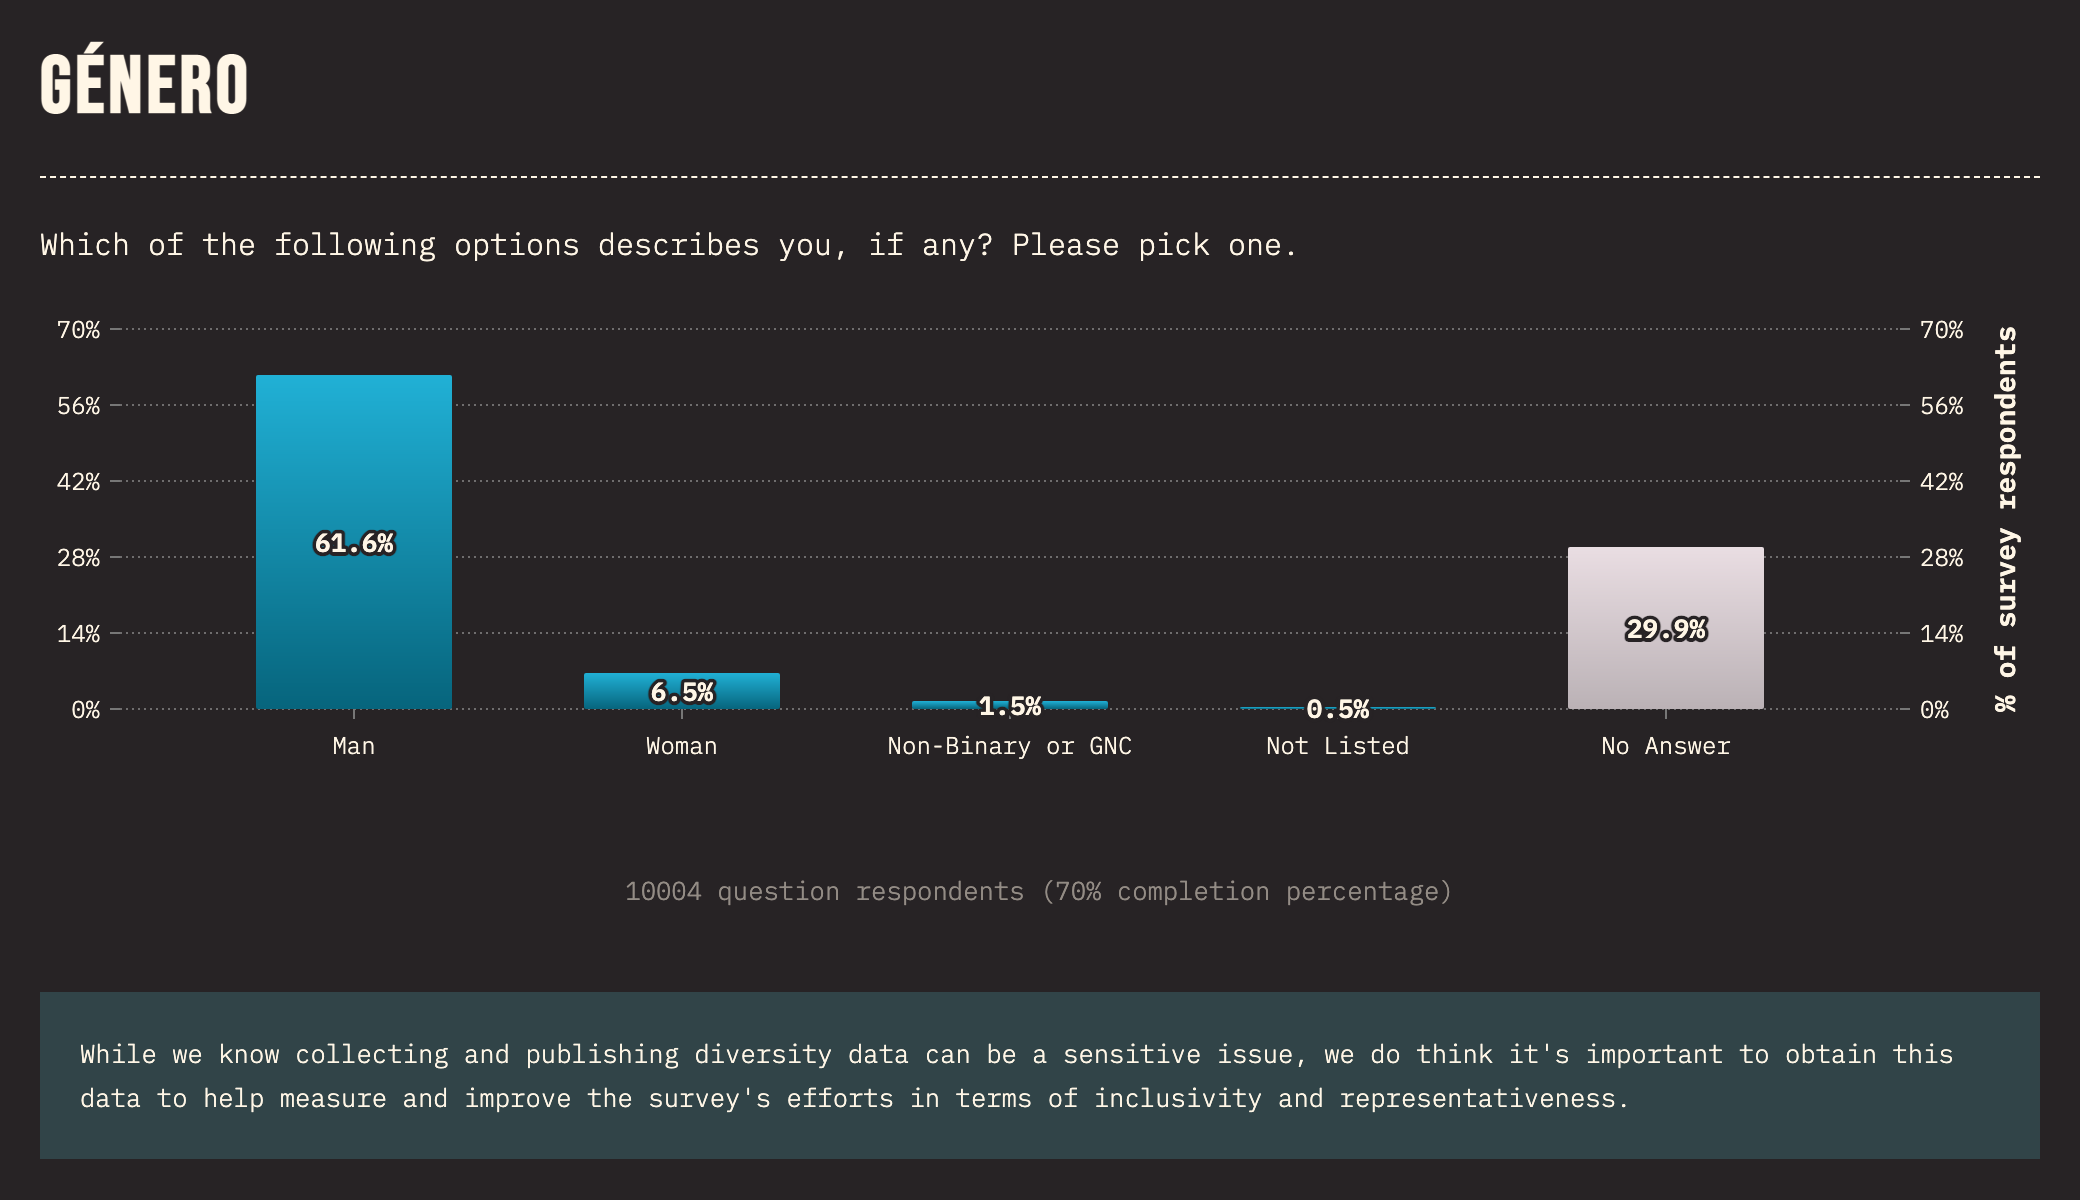 GÉNERO
Which of the following options describes you, if any? Please pick one.
70%
56%
42%
28%
14%
0%
70%
56%
42%
28%
14%
0%
% of survey respondents
61.6%
6.5%
1.5%
0.5%
29.9%
Man
Woman
Non-Binary or GNC
Not Listed
No Answer
10004 question respondents (70% completion percentage)
While we know collecting and publishing diversity data can be a sensitive issue, we do think it's important to obtain this
data to help measure and improve the survey's efforts in terms of inclusivity and representativeness.